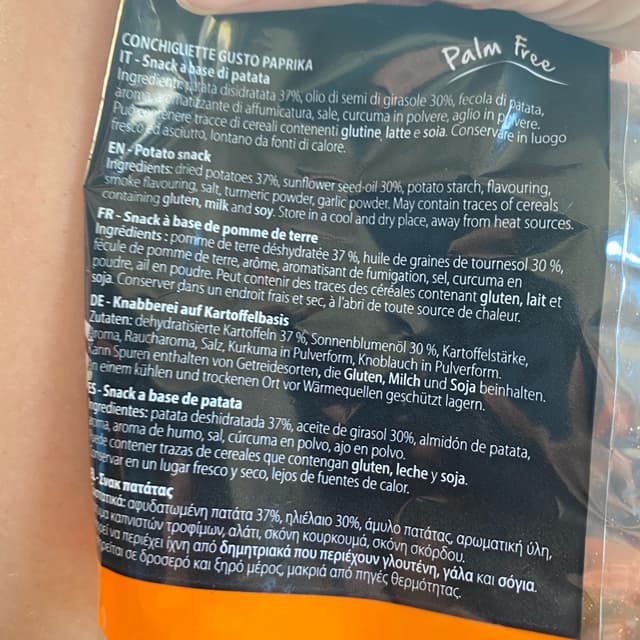 Palm Free
CONCHIGLIETTE GUSTO PAPRIKA
IT - Snack a base di patata
Ingredienti: patata disidratata 37%, olio di semi di girasole 30%, fecola di patata,
aroma, aromatizzante di affumicatura, sale, curcuma in polvere, aglio in polvere.
Può contenere tracce di cereali contenenti glutine, latte e soia. Conservare in luogo
fresco ed asciutto, lontano da fonti di calore.
EN - Potato snack
Ingredients: dried potatoes 37%, sunflower seed-oil 30%, potato starch, flavouring,
smoke flavouring, salt, turmeric powder, garlic powder. May contain traces of cereals
containing gluten, milk and soy. Store in a cool and dry place, away from heat sources.
FR - Snack à base de pomme de terre
Ingrédients : pomme de terre déshydratée 37 %, huile de graines de tournesol 30 %,
fécule de pomme de terre, arôme, aromatisant de fumigation, sel, curcuma en
poudre, ail en poudre. Peut contenir des traces des céréales contenant gluten, lait et
soja. Conserver dans un endroit frais et sec, à l'abri de toute source de chaleur.
DE - Knabberei auf Kartoffelbasis
Zutaten: dehydratisierte Kartoffeln 37 %, Sonnenblumenöl 30 %, Kartoffelstärke,
Aroma, Raucharoma, Salz, Kurkuma in Pulverform, Knoblauch in Pulverform.
Kann Spuren enthalten von Getreidesorten, die Gluten, Milch und Soja beinhalten.
An einem kühlen und trockenen Ort vor Wärmequellen geschützt lagern.
ES - Snack a base de patata
Ingredientes: patata deshidratada 37%, aceite de girasol 30%, almidón de patata,
aroma, aroma de humo, sal, cúrcuma en polvo, ajo en polvo.
Puede contener trazas de cereales que contengan gluten, leche y soja.
Conservar en un lugar fresco y seco, lejos de fuentes de calor.
EL - Σνακ πατάτας
Συστατικά: αφυδατωμένη πατάτα 37%, ηλιέλαιο 30%, άμυλο πατάτας, αρωματική ύλη,
καπνιστών τροφίμων, αλάτι, σκόνη κουρκουμά, σκόνη σκόρδου.
να περιέχει ίχνη από δημητριακά που περιέχουν γλουτένη, γάλα και σόγια.
σε δροσερό και ξηρό μέρος, μακριά από πηγές θερμότητας.